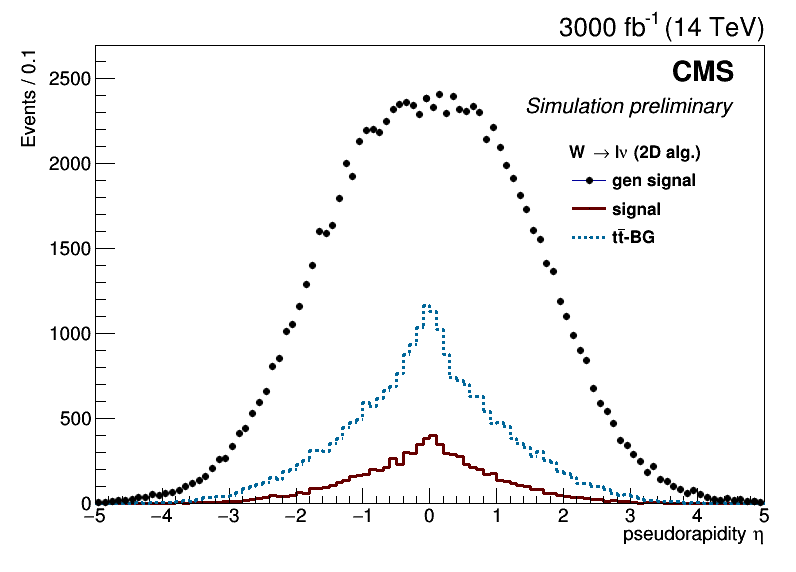 3000 fb⁻¹ (14 TeV)
CMS
Simulation preliminary
W → lν (2D alg.)
gen signal
signal
tt̄-BG
Events / 0.1
2500
2000
1500
1000
500
0
−5 −4 −3 −2 −1 0 1 2 3 4 5
pseudorapidity η